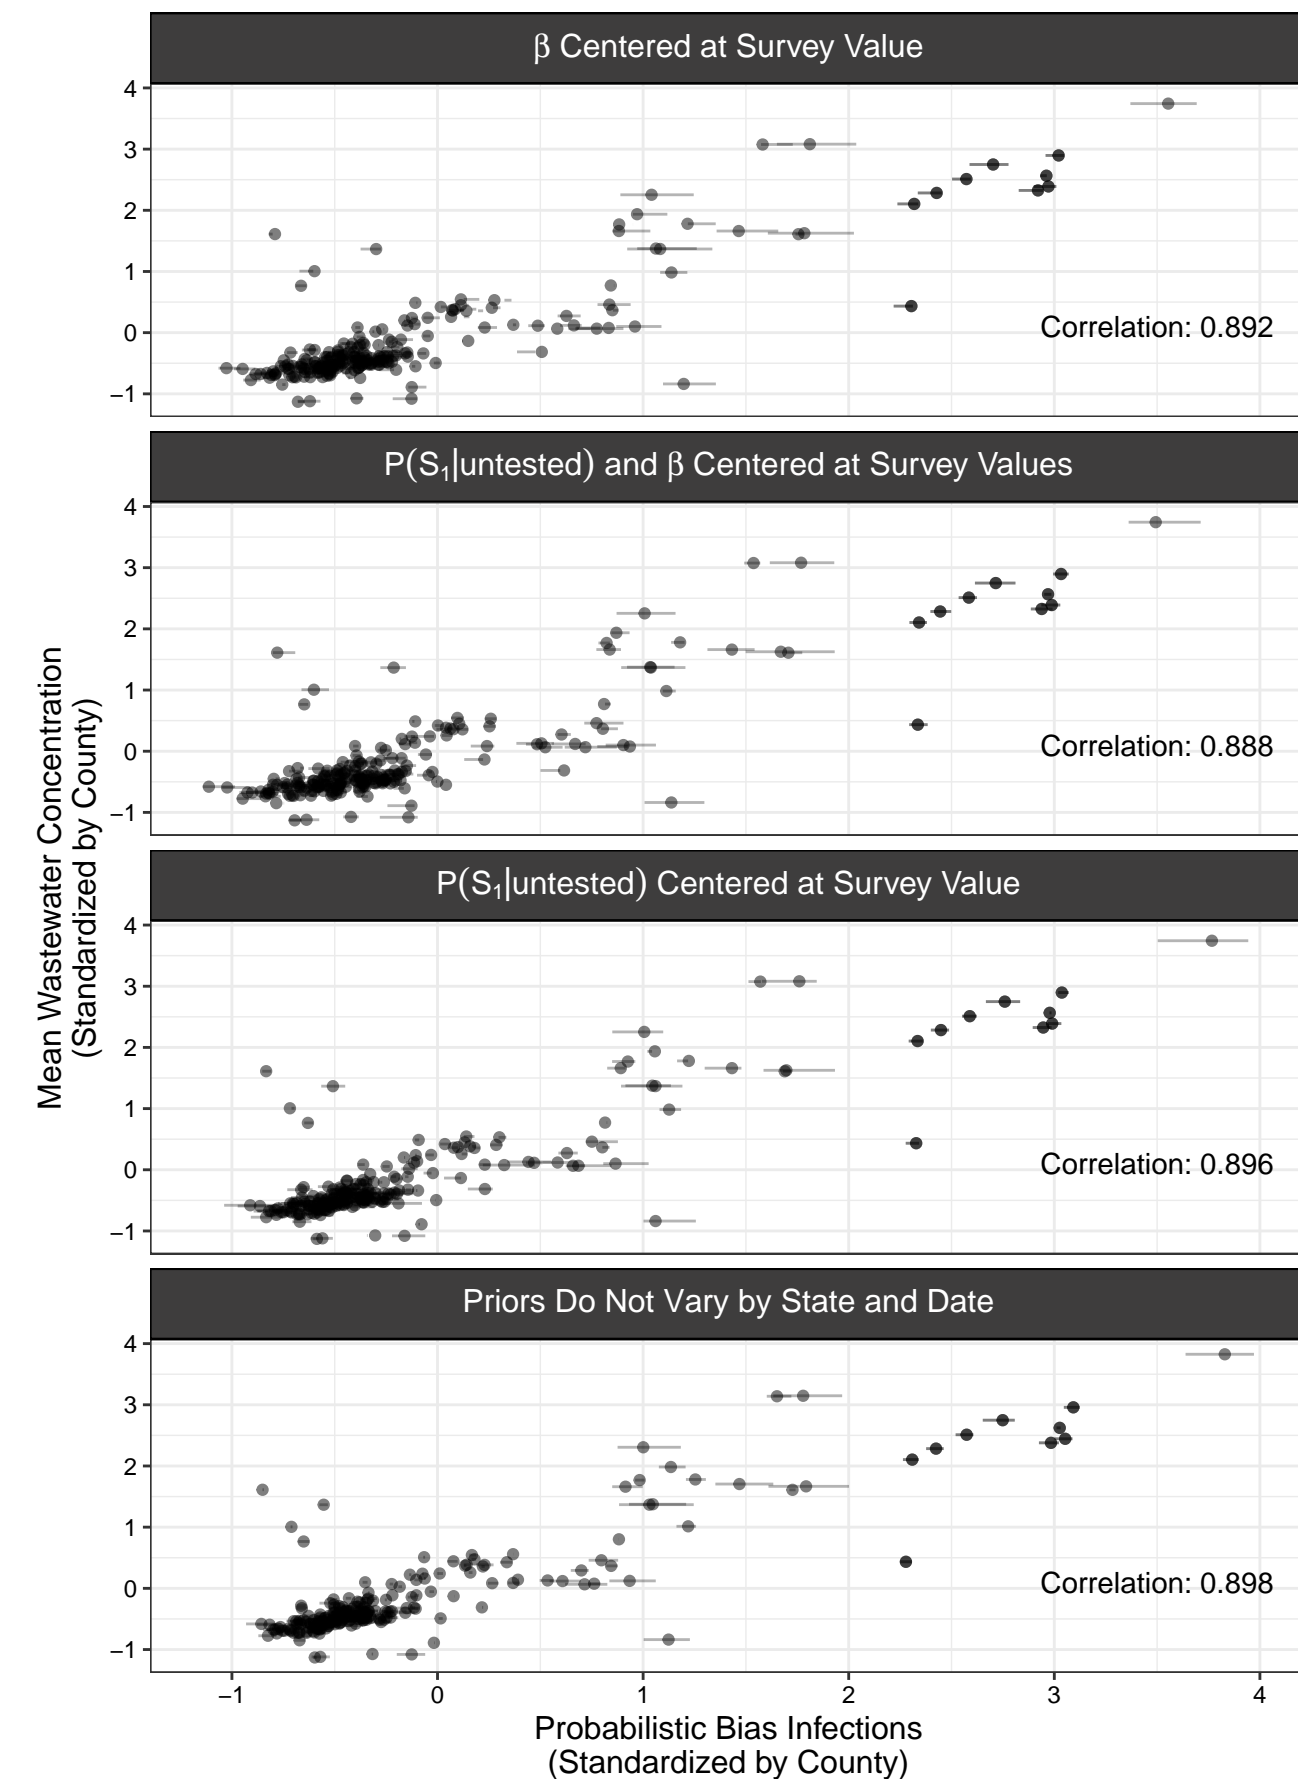 β Centered at Survey Value
4
3
2
1
0
−1
Correlation: 0.892
P(S₁|untested) and β Centered at Survey Values
4
3
2
1
0
−1
Correlation: 0.888
P(S₁|untested) Centered at Survey Value
4
3
2
1
0
−1
Correlation: 0.896
Priors Do Not Vary by State and Date
4
3
2
1
0
−1
Correlation: 0.898
−1 0 1 2 3 4
Mean Wastewater Concentration
(Standardized by County)
Probabilistic Bias Infections
(Standardized by County)